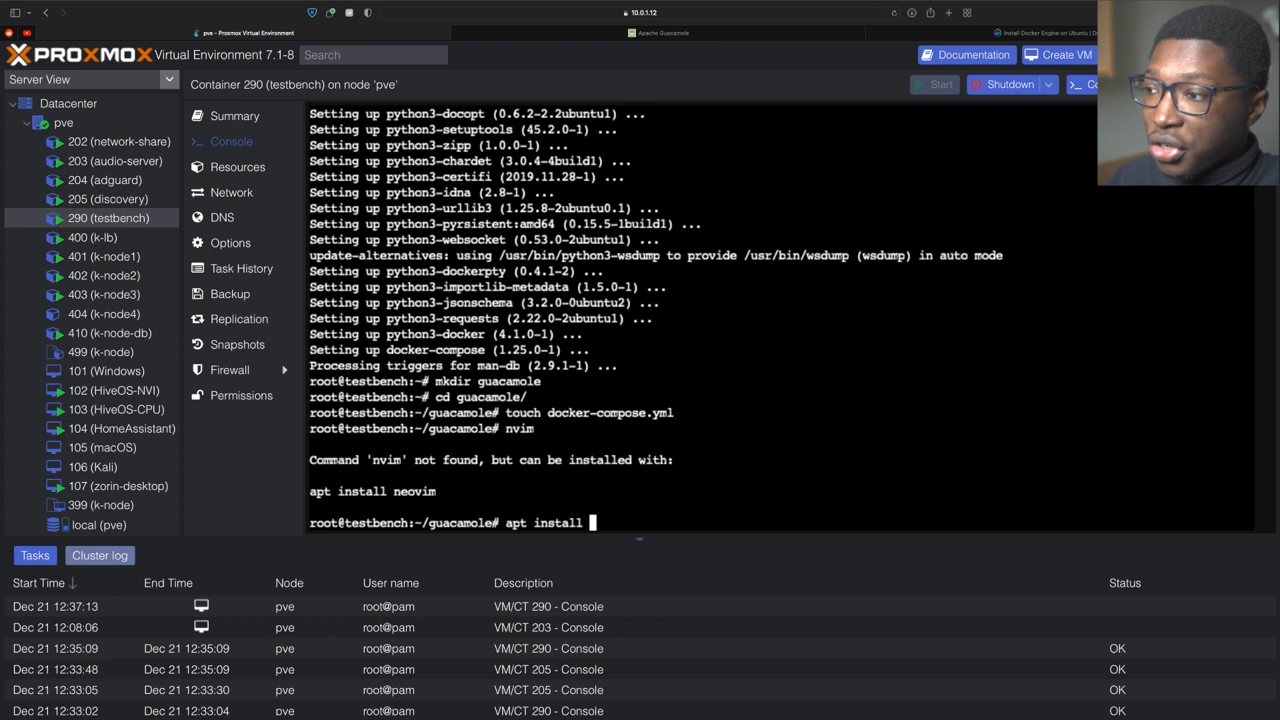 10.0.1.12
pve - Proxmox Virtual Environment
Apache Guacamole
Install Docker Engine on Ubuntu | Do
PROXMOX Virtual Environment 7.1-8
Search
Documentation
Create VM
Server View
Container 290 (testbench) on node 'pve'
Start
Shutdown
Co
Datacenter
pve
202 (network-share)
203 (audio-server)
204 (adguard)
205 (discovery)
290 (testbench)
400 (k-lb)
401 (k-node1)
402 (k-node2)
403 (k-node3)
404 (k-node4)
410 (k-node-db)
499 (k-node)
101 (Windows)
102 (HiveOS-NVI)
103 (HiveOS-CPU)
104 (HomeAssistant)
105 (macOS)
106 (Kali)
107 (zorin-desktop)
399 (k-node)
local (pve)
Summary
Console
Resources
Network
DNS
Options
Task History
Backup
Replication
Snapshots
Firewall
Permissions
Setting up python3-docopt (0.6.2-2.2ubuntu1) ...
Setting up python3-setuptools (45.2.0-1) ...
Setting up python3-zipp (1.0.0-1) ...
Setting up python3-chardet (3.0.4-4build1) ...
Setting up python3-certifi (2019.11.28-1) ...
Setting up python3-idna (2.8-1) ...
Setting up python3-urllib3 (1.25.8-2ubuntu0.1) ...
Setting up python3-pyrsistent:amd64 (0.15.5-1build1) ...
Setting up python3-websocket (0.53.0-2ubuntu1) ...
update-alternatives: using /usr/bin/python3-wsdump to provide /usr/bin/wsdump (wsdump) in auto mode
Setting up python3-dockerpty (0.4.1-2) ...
Setting up python3-importlib-metadata (1.5.0-1) ...
Setting up python3-jsonschema (3.2.0-0ubuntu2) ...
Setting up python3-requests (2.22.0-2ubuntu1) ...
Setting up python3-docker (4.1.0-1) ...
Setting up docker-compose (1.25.0-1) ...
Processing triggers for man-db (2.9.1-1) ...
root@testbench:~# mkdir guacamole
root@testbench:~# cd guacamole/
root@testbench:~/guacamole# touch docker-compose.yml
root@testbench:~/guacamole# nvim
Command 'nvim' not found, but can be installed with:
apt install neovim
root@testbench:~/guacamole# apt install
Tasks
Cluster log
Start Time End Time Node User name Description Status
Dec 21 12:37:13 pve root@pam VM/CT 290 - Console
Dec 21 12:08:06 pve root@pam VM/CT 203 - Console
Dec 21 12:35:09 Dec 21 12:35:09 pve root@pam VM/CT 290 - Console OK
Dec 21 12:33:48 Dec 21 12:35:09 pve root@pam VM/CT 205 - Console OK
Dec 21 12:33:05 Dec 21 12:33:30 pve root@pam VM/CT 205 - Console OK
Dec 21 12:33:02 Dec 21 12:33:04 pve root@pam VM/CT 290 - Console OK